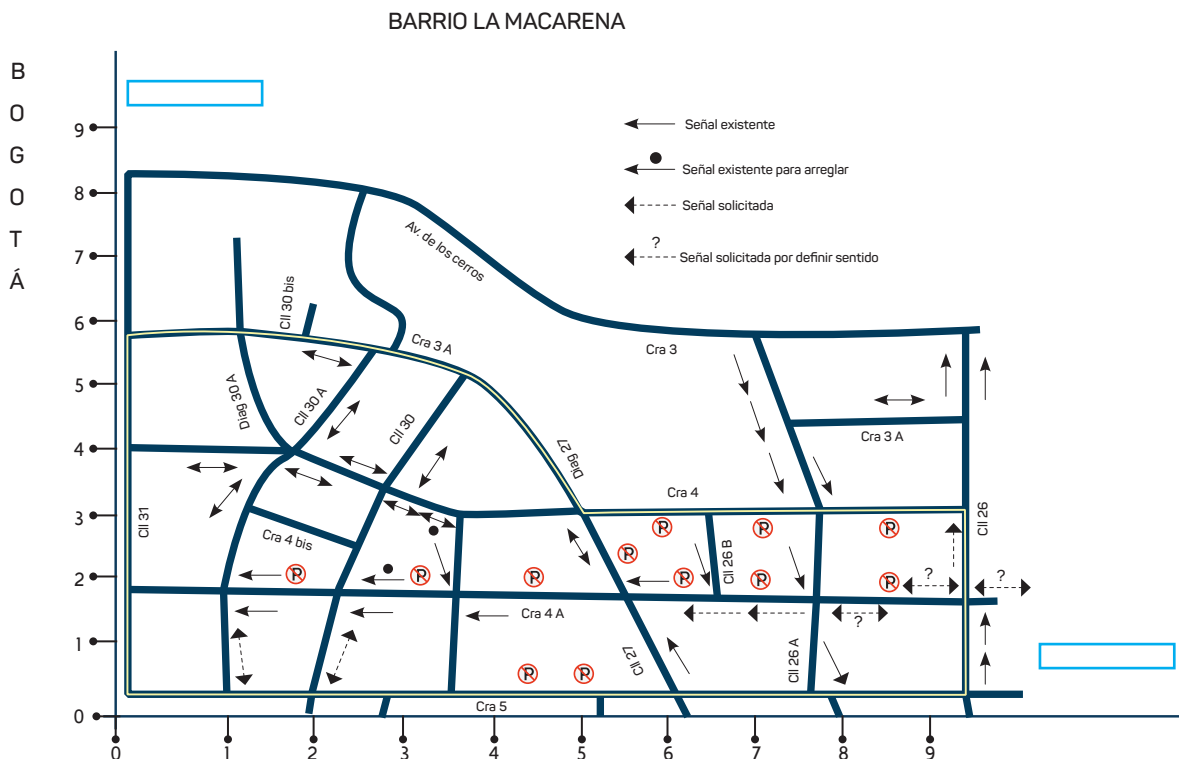 BARRIO LA MACARENA
B
O
G
O
T
Á
9
8
7
6
5
4
3
2
1
0
Señal existente
Señal existente para arreglar
Señal solicitada
?
Señal solicitada por definir sentido
Av. de los cerros
Cll 30 bis
Cra 3 A
Cra 3
Diag 30 A
Cll 30 A
Cll 30
Diag 27
Cra 3 A
Cra 4
Cll 31
Cra 4 bis
Cll 26
P
P
P
P
P
P
P
P
P
P
Cll 26 B
?
?
?
Cra 4 A
Cll 27
Cll 26 A
P
P
Cra 5
0
1
2
3
4
5
6
7
8
9